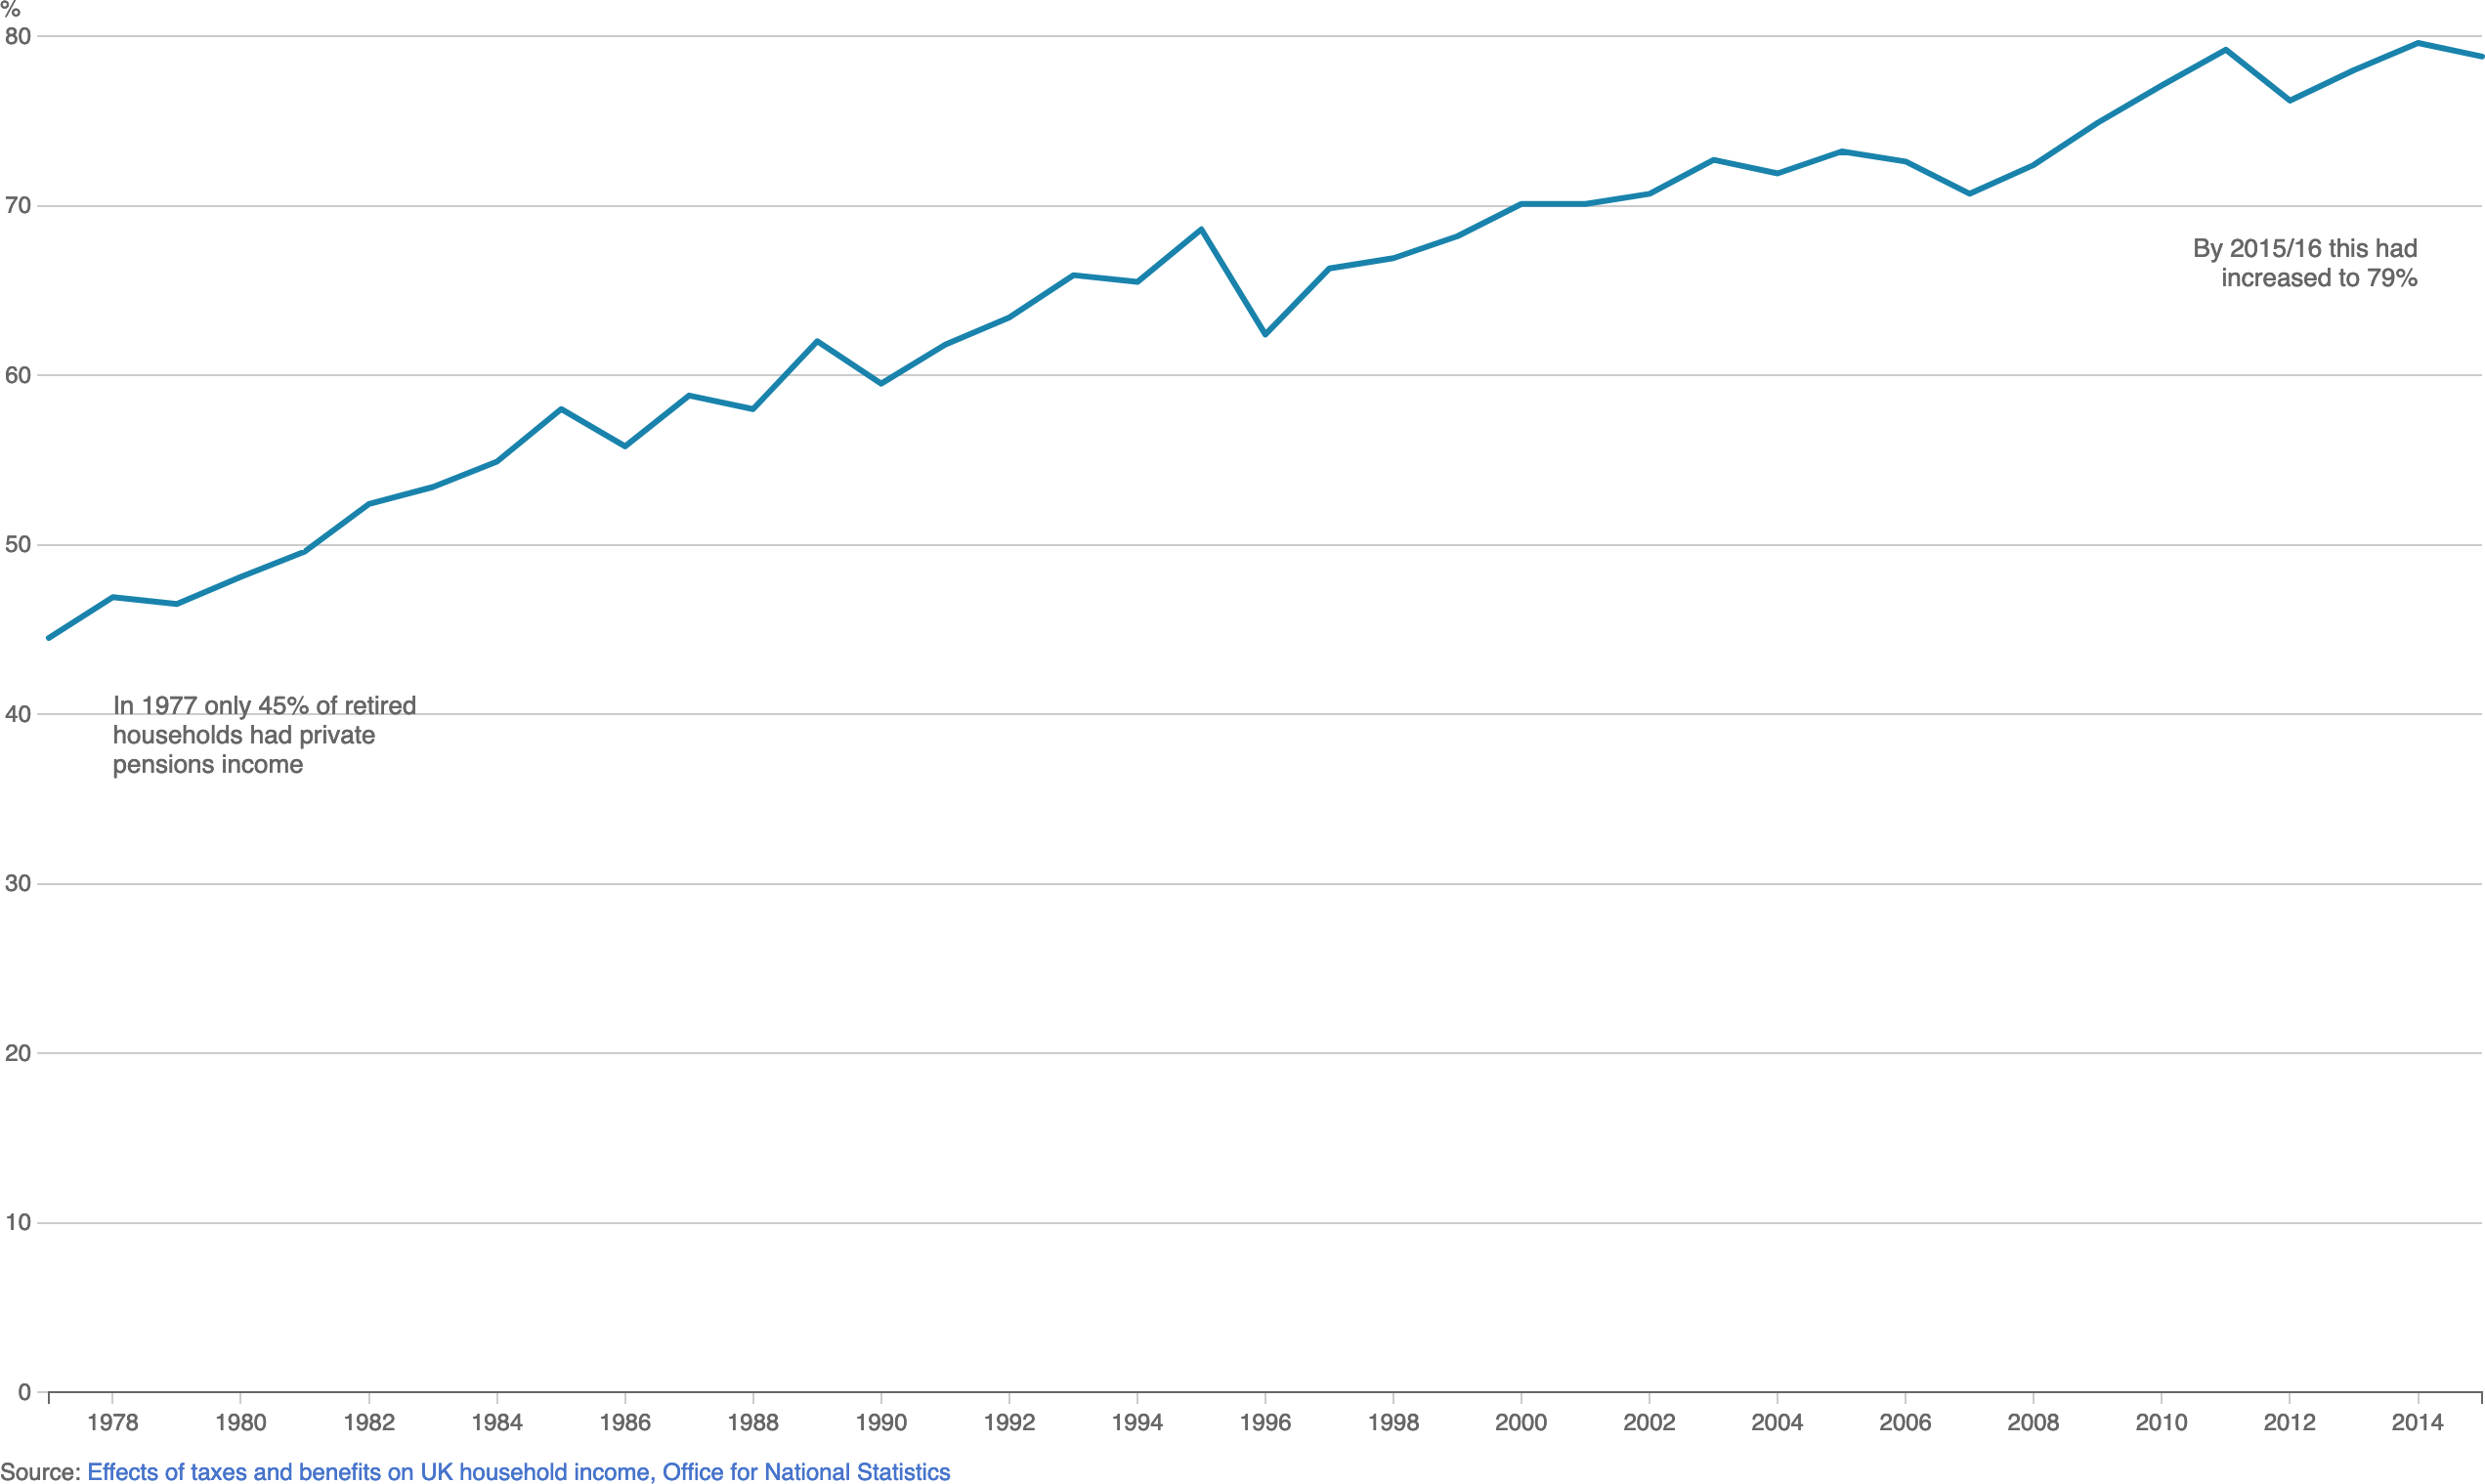 %
80
70
By 2015/16 this had
increased to 79%
60
50
In 1977 only 45% of retired
households had private
pensions income
40
30
20
10
0
1978 1980 1982 1984 1986 1988 1990 1992 1994 1996 1998 2000 2002 2004 2006 2008 2010 2012 2014
Source: Effects of taxes and benefits on UK household income, Office for National Statistics